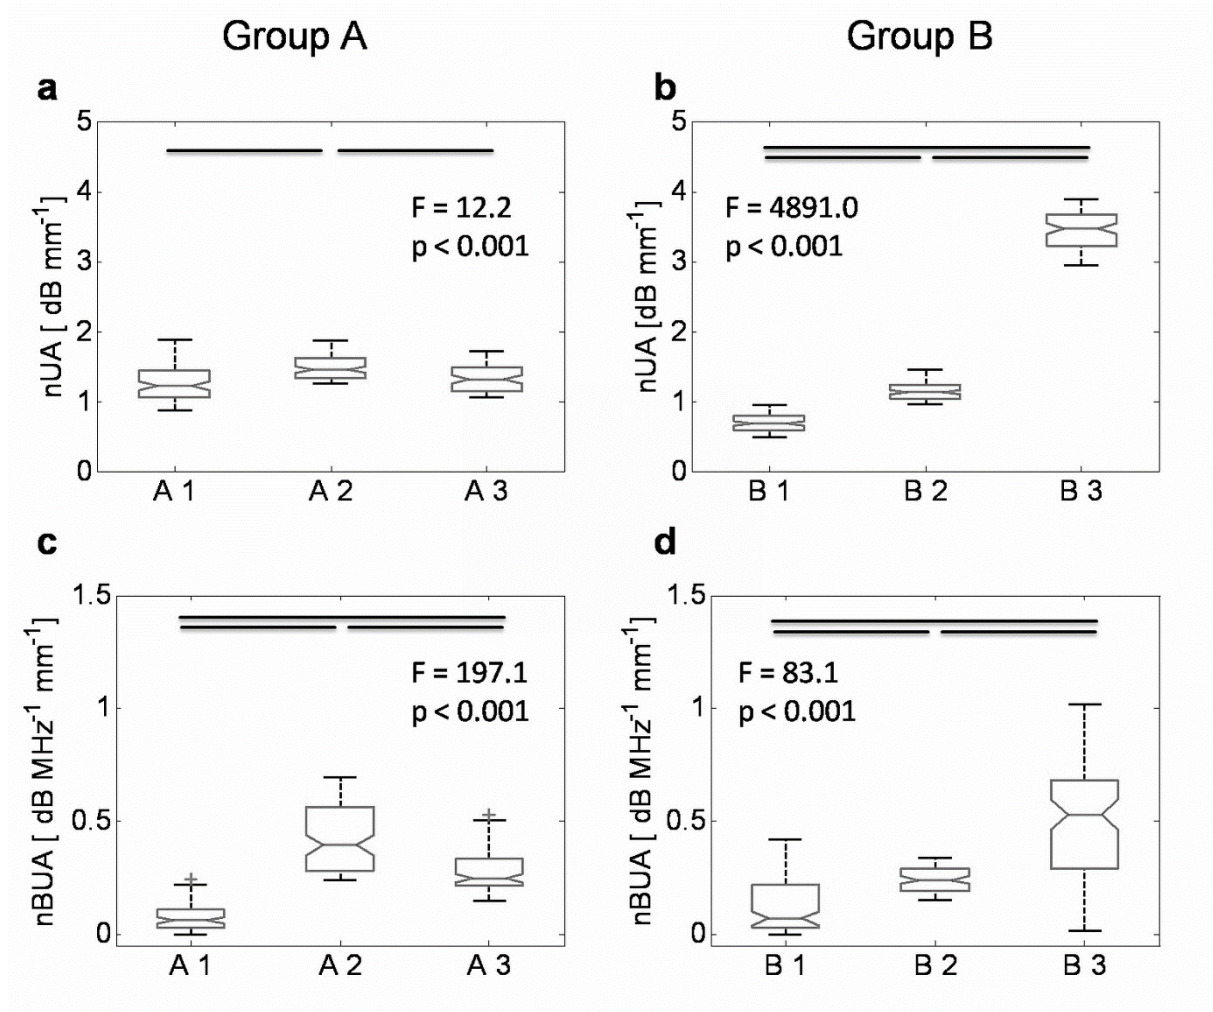 Group A
Group B
a
5
4
3
2
1
0
nUA [ dB mm-1]
F = 12.2
p < 0.001
A 1
A 2
A 3
b
5
4
3
2
1
0
nUA [dB mm-1]
F = 4891.0
p < 0.001
B 1
B 2
B 3
c
1.5
1
0.5
0
nBUA [ dB MHz-1 mm-1]
F = 197.1
p < 0.001
A 1
A 2
A 3
d
1.5
1
0.5
0
nBUA [ dB MHz-1 mm-1]
F = 83.1
p < 0.001
B 1
B 2
B 3